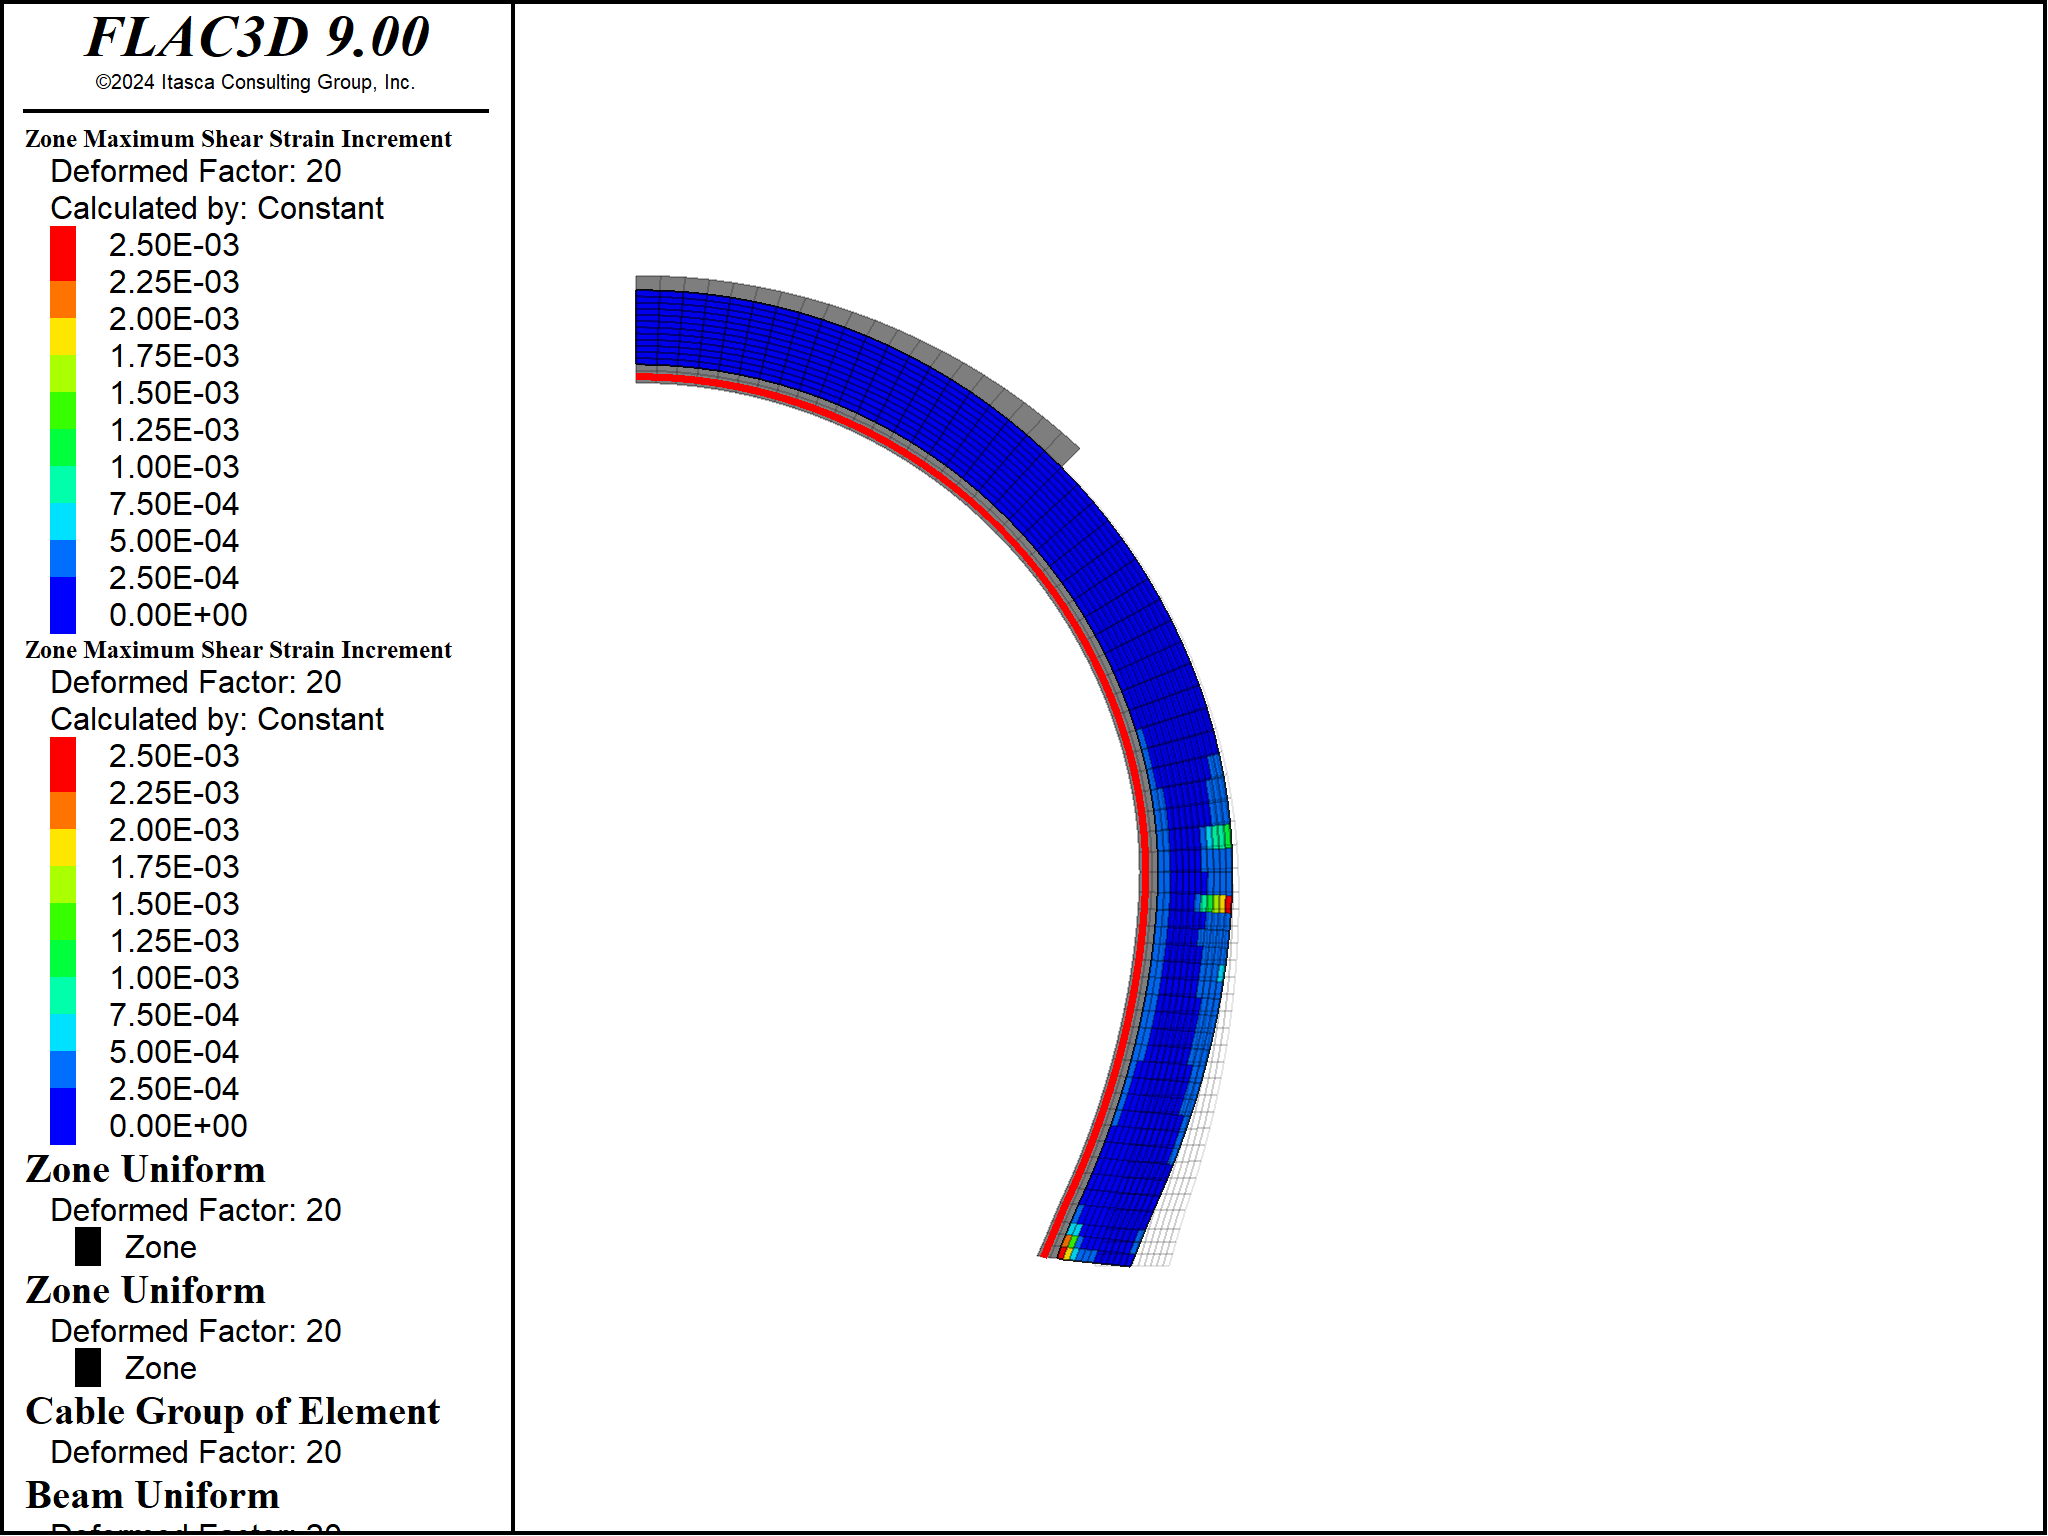 FLAC3D 9.00
©2024 Itasca Consulting Group, Inc.
Zone Maximum Shear Strain Increment
Deformed Factor: 20
Calculated by: Constant
2.50E-03
2.25E-03
2.00E-03
1.75E-03
1.50E-03
1.25E-03
1.00E-03
7.50E-04
5.00E-04
2.50E-04
0.00E+00
Zone Maximum Shear Strain Increment
Deformed Factor: 20
Calculated by: Constant
2.50E-03
2.25E-03
2.00E-03
1.75E-03
1.50E-03
1.25E-03
1.00E-03
7.50E-04
5.00E-04
2.50E-04
0.00E+00
Zone Uniform
Deformed Factor: 20
Zone
Zone Uniform
Deformed Factor: 20
Zone
Cable Group of Element
Deformed Factor: 20
Beam Uniform
Deformed Factor: 20